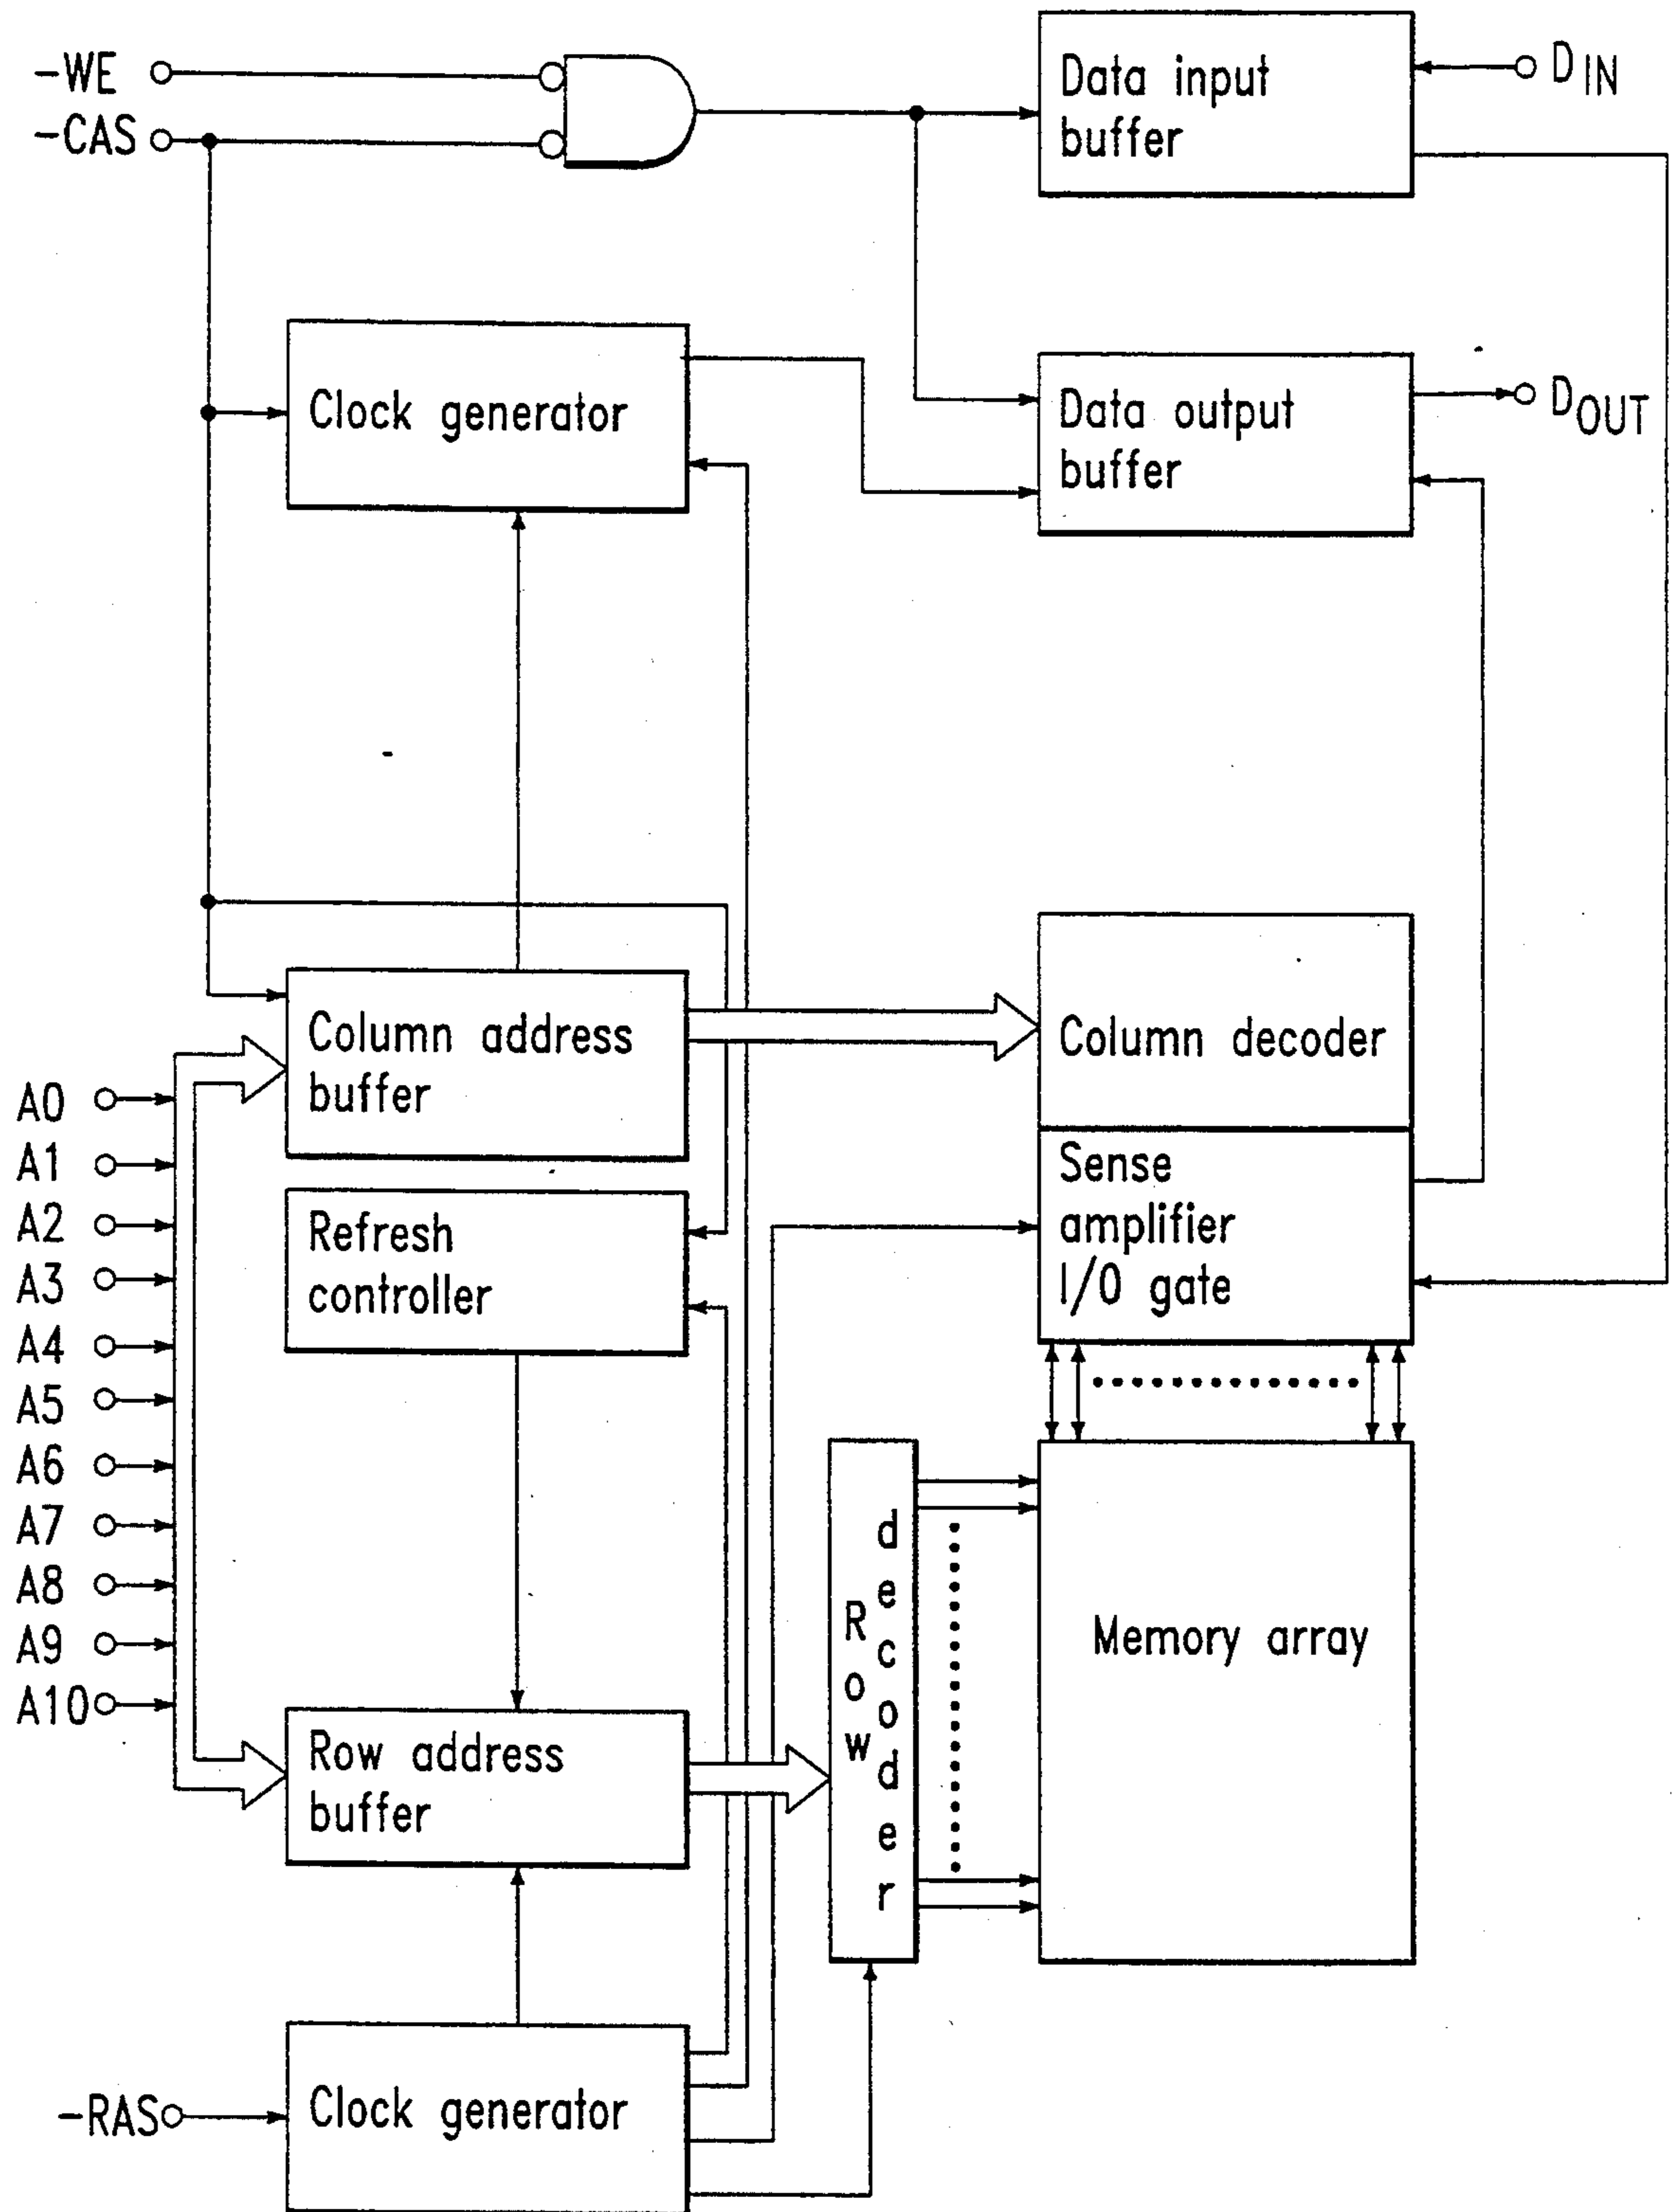 -WE
-CAS
Data input
buffer
D IN
Clock generator
Data output
buffer
DOUT
Column address
buffer
Column decoder
A0
A1
A2
A3
A4
A5
A6
A7
A8
A9
A10
Refresh
controller
Sense
amplifier
I/O gate
Row decoder
Memory array
Row address
buffer
-RAS
Clock generator